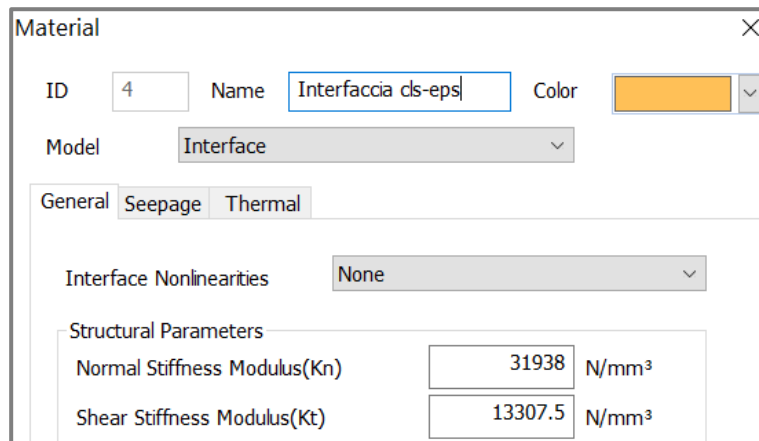 Material
ID 4 Name Interfaccia cls-eps Color
Model Interface
General Seepage Thermal
Interface Nonlinearities None
Structural Parameters
Normal Stiffness Modulus(Kn) 31938 N/mm³
Shear Stiffness Modulus(Kt) 13307.5 N/mm³